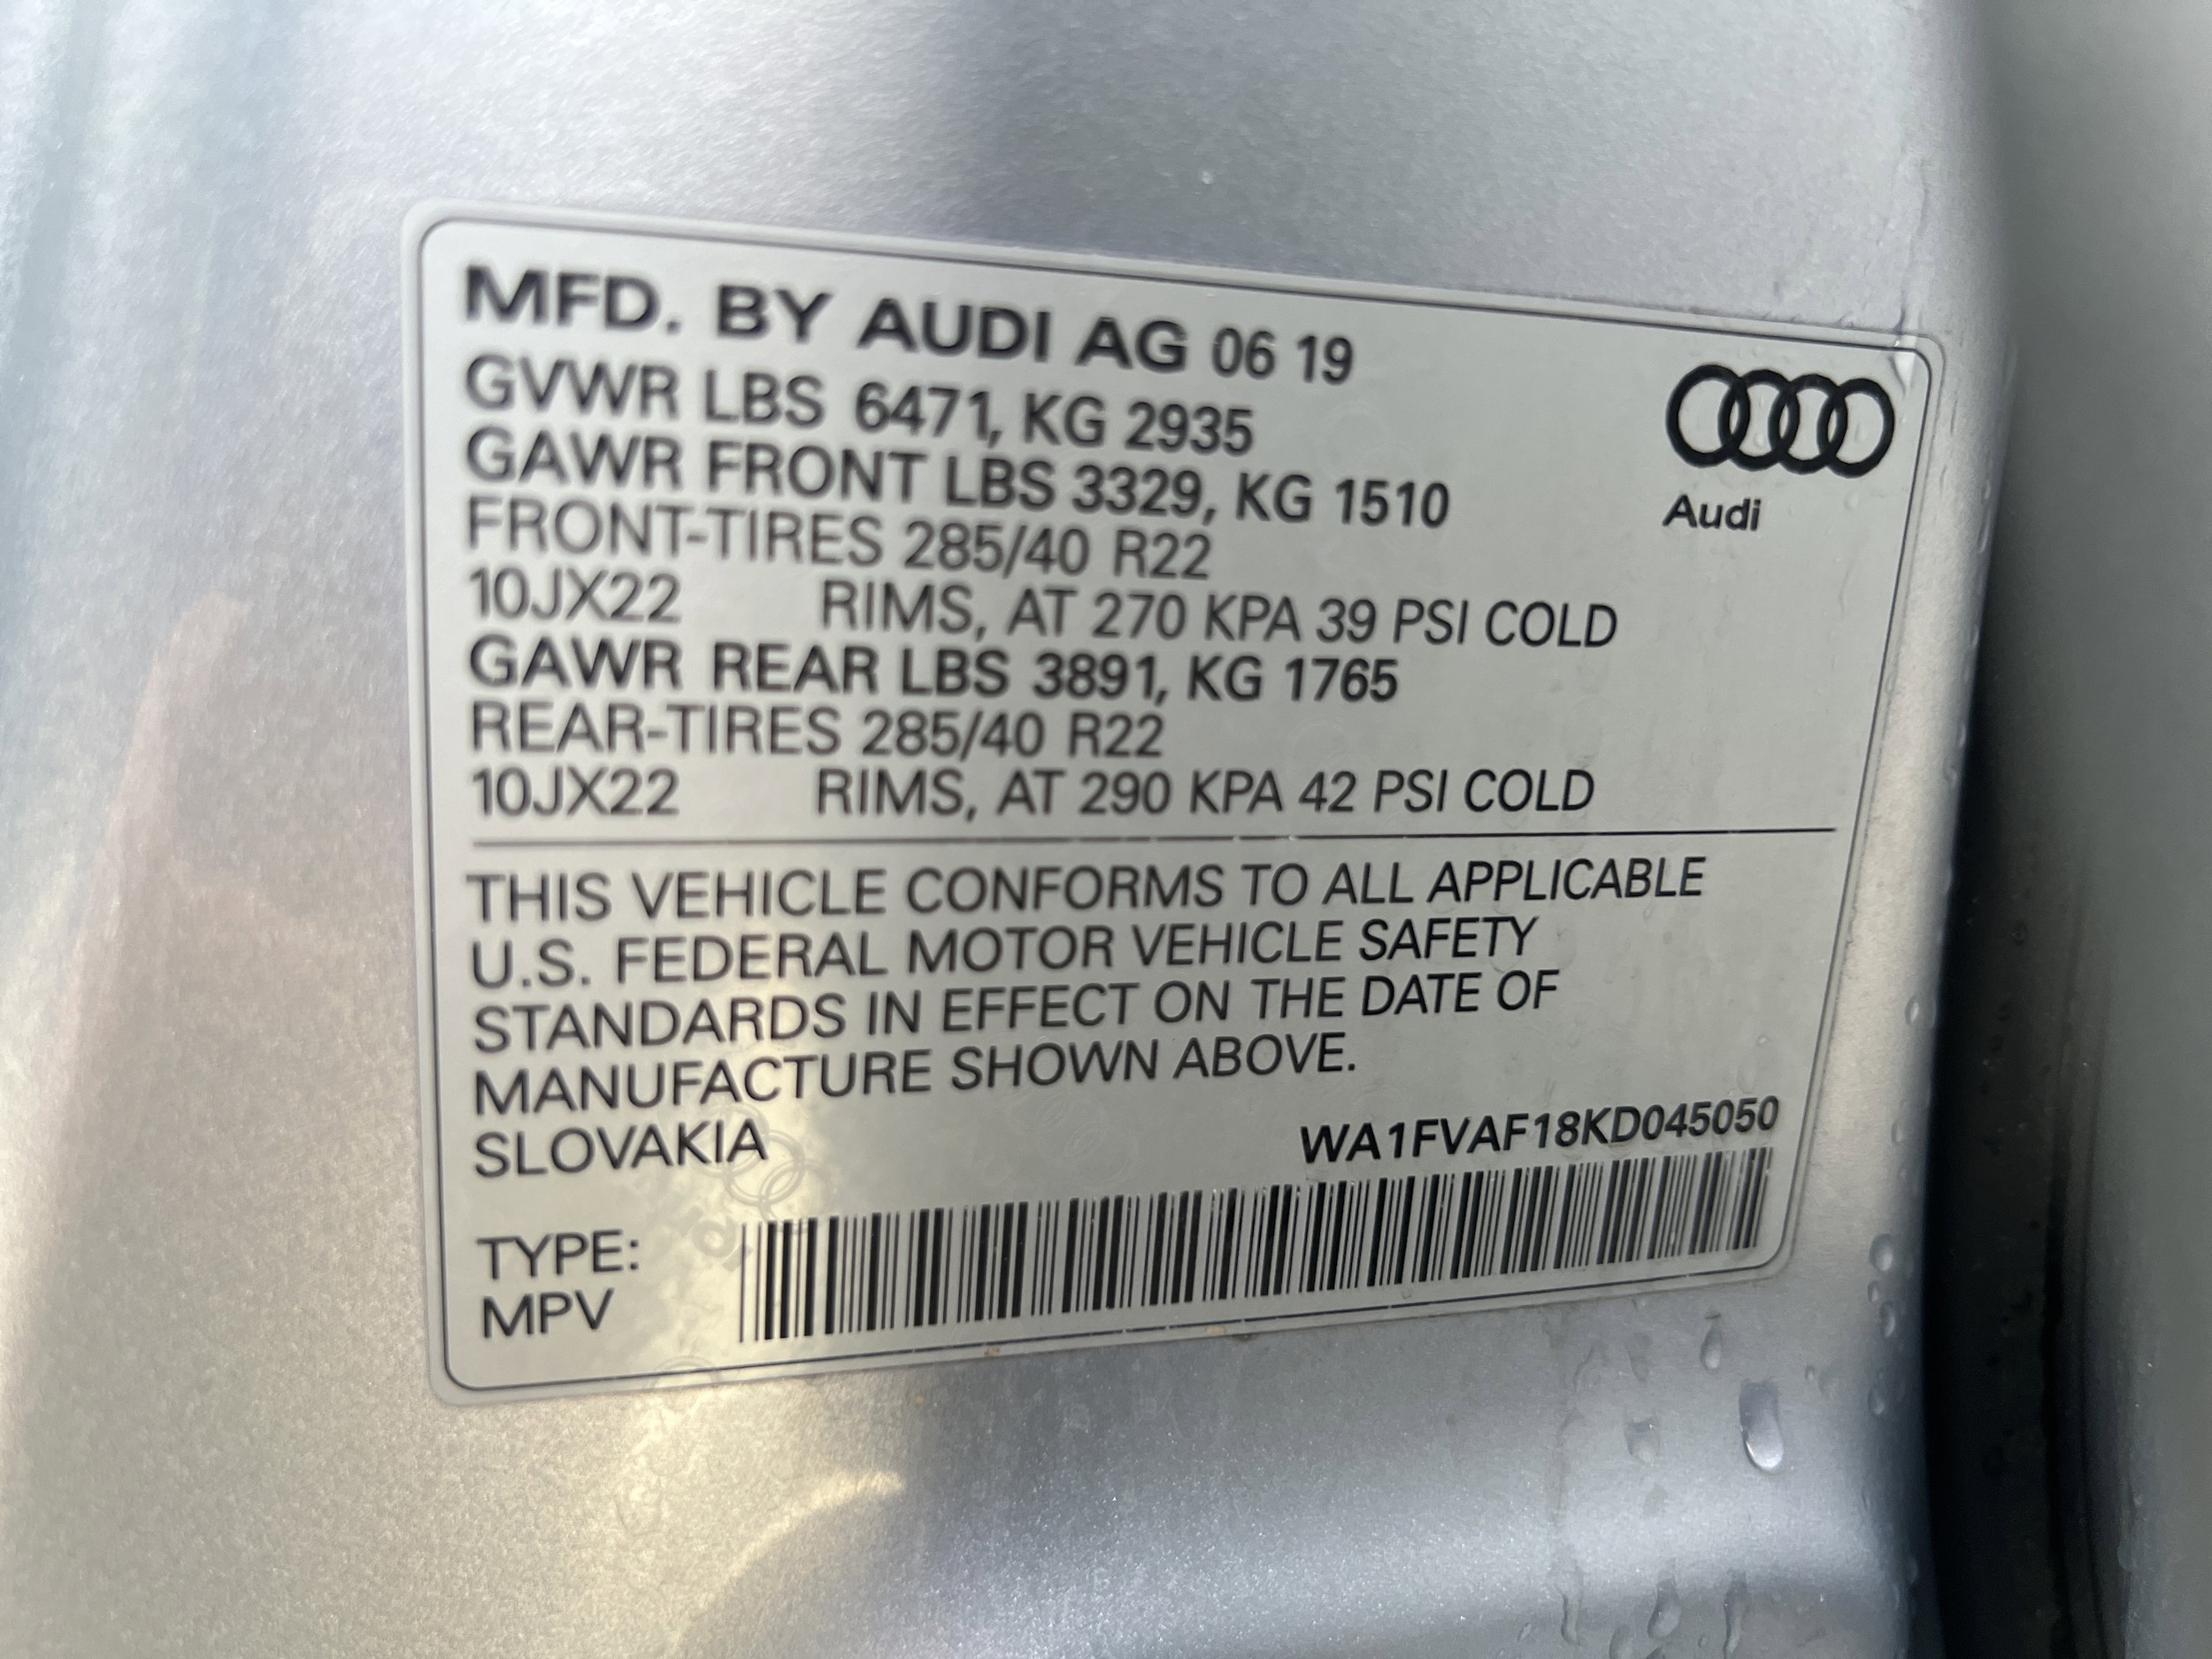 MFD. BY AUDI AG 06 19
GVWR LBS 6471, KG 2935
GAWR FRONT LBS 3329, KG 1510
FRONT-TIRES 285/40 R22
10JX22 RIMS, AT 270 KPA 39 PSI COLD
GAWR REAR LBS 3891, KG 1765
REAR-TIRES 285/40 R22
10JX22 RIMS, AT 290 KPA 42 PSI COLD
Audi
THIS VEHICLE CONFORMS TO ALL APPLICABLE
U.S. FEDERAL MOTOR VEHICLE SAFETY
STANDARDS IN EFFECT ON THE DATE OF
MANUFACTURE SHOWN ABOVE.
SLOVAKIA
WA1FVAF18KD045050
TYPE:
MPV